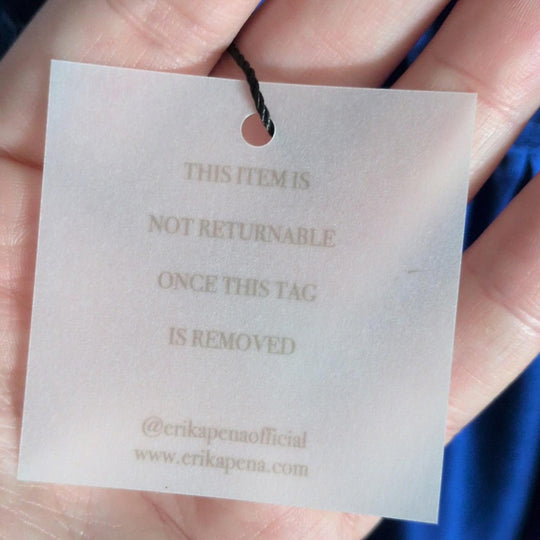 THIS ITEM IS
NOT RETURNABLE
ONCE THIS TAG
IS REMOVED
@erikapenaofficial
www.erikapena.com